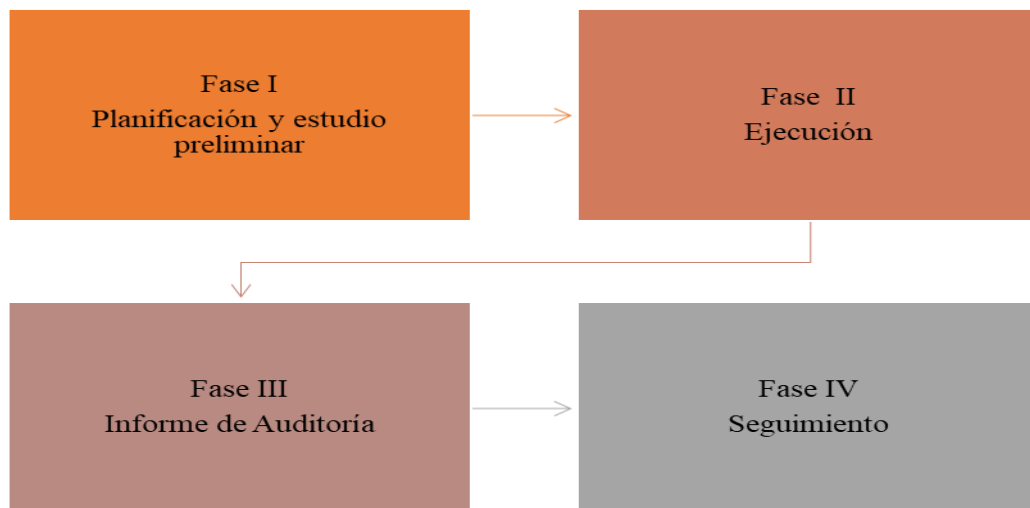 Fase I
Planificación y estudio
preliminar
Fase II
Ejecución
Fase III
Informe de Auditoría
Fase IV
Seguimiento